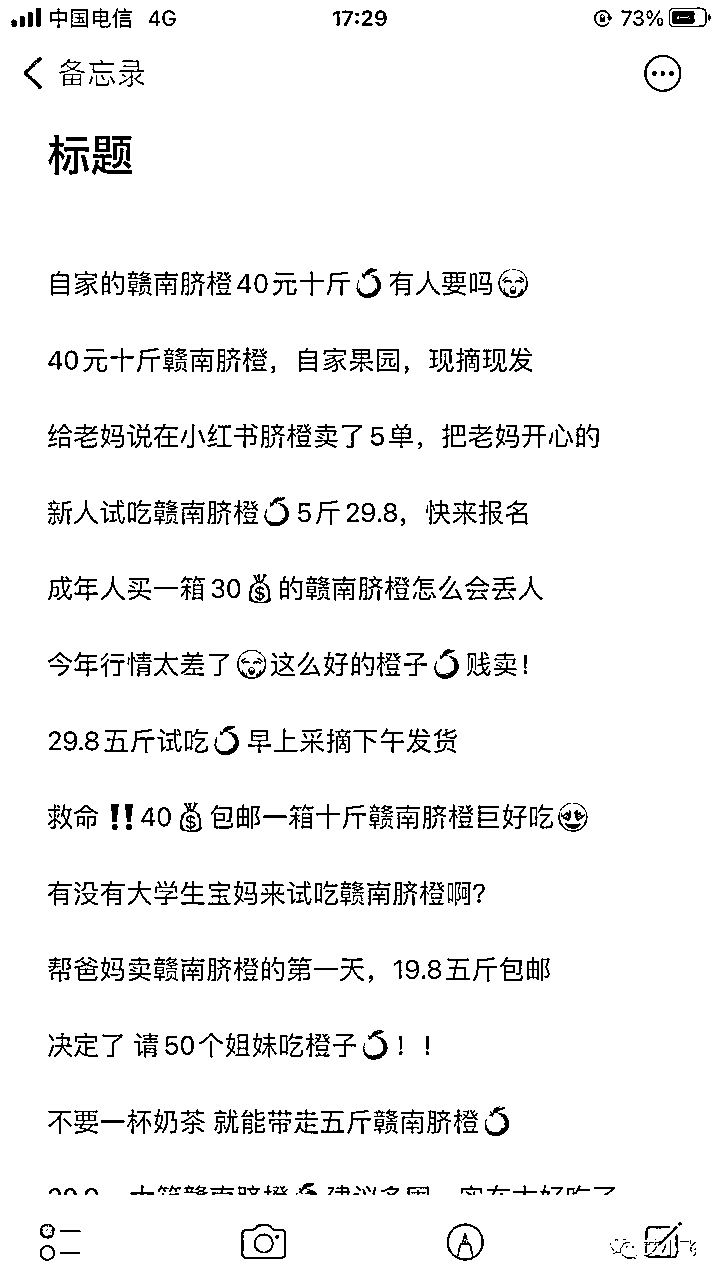 中国电信 4G 17:29 73%
备忘录
标题
自家的赣南脐橙40元十斤🍊有人要吗😚
40元十斤赣南脐橙，自家果园，现摘现发
给老妈说在小红书脐橙卖了5单，把老妈开心的
新人试吃赣南脐橙🍊5斤29.8，快来报名
成年人买一箱30💰的赣南脐橙怎么会丢人
今年行情太差了😚这么好的橙子🍊贱卖！
29.8五斤试吃🍊早上采摘下午发货
救命‼️40💰包邮一箱十斤赣南脐橙巨好吃😍
有没有大学生宝妈来试吃赣南脐橙啊？
帮爸妈卖赣南脐橙的第一天，19.8五斤包邮
决定了 请50个姐妹吃橙子🍊！！
不要一杯奶茶 就能带走五斤赣南脐橙🍊